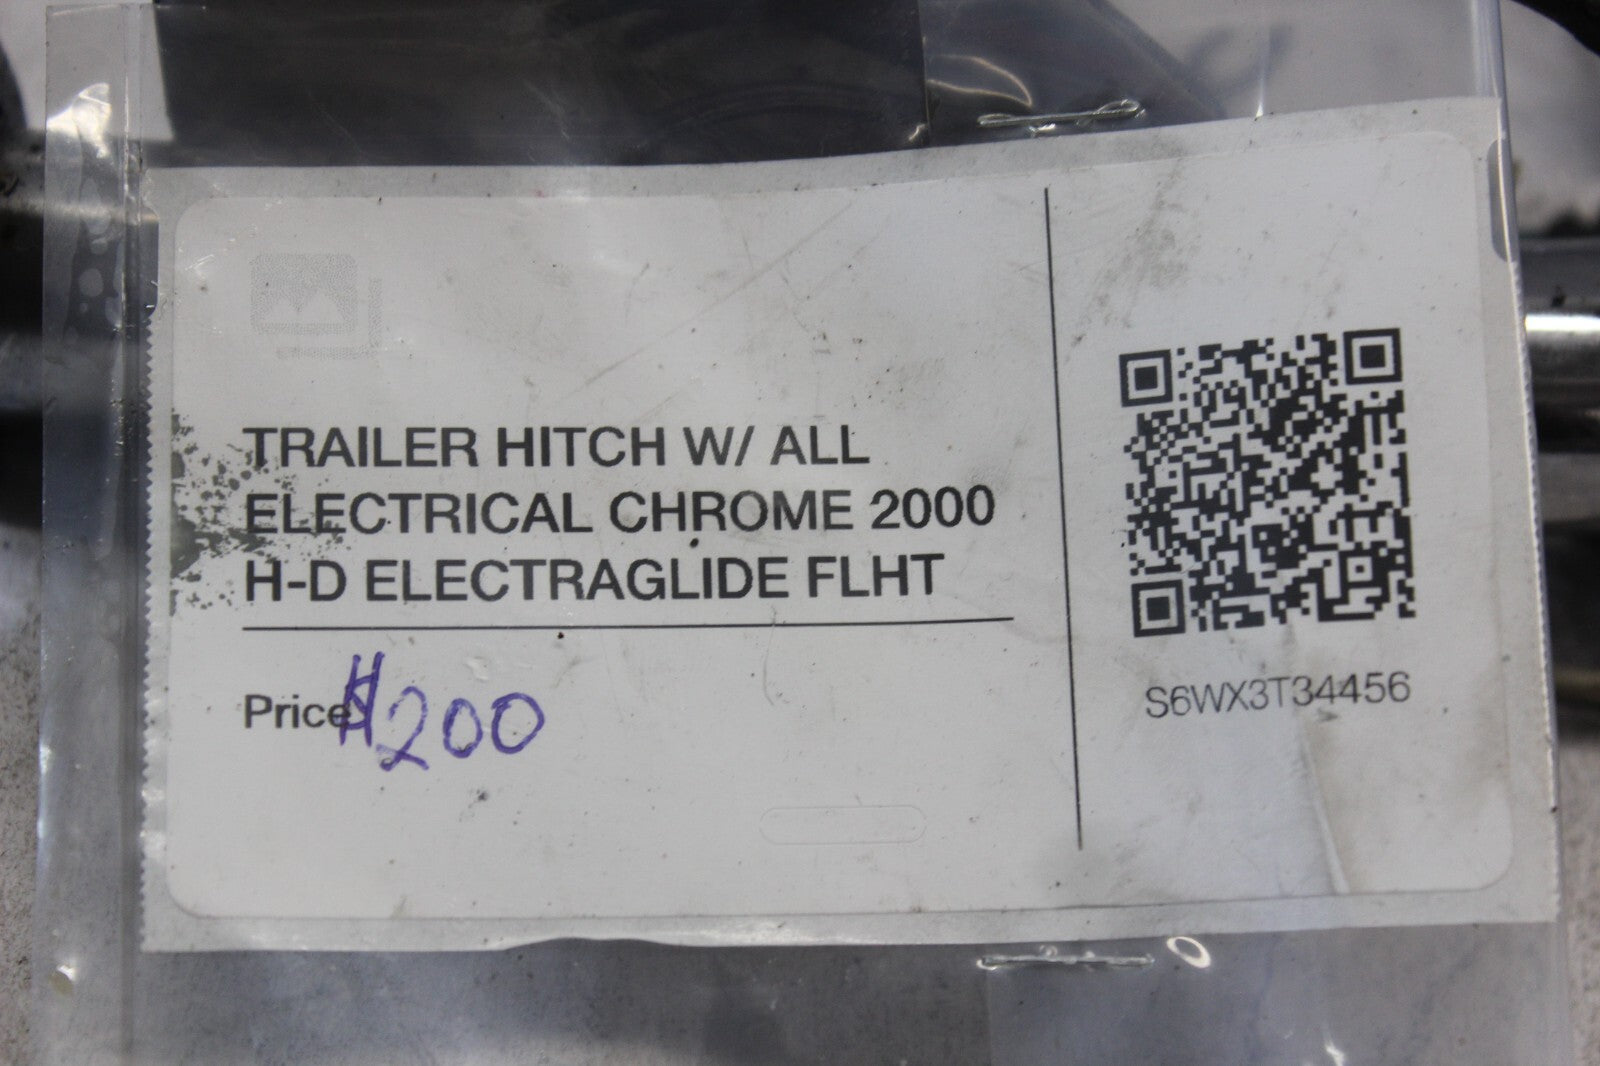 TRAILER HITCH W/ ALL
ELECTRICAL CHROME 2000
H-D ELECTRAGLIDE FLHT
Price $200
S6WX3T34456